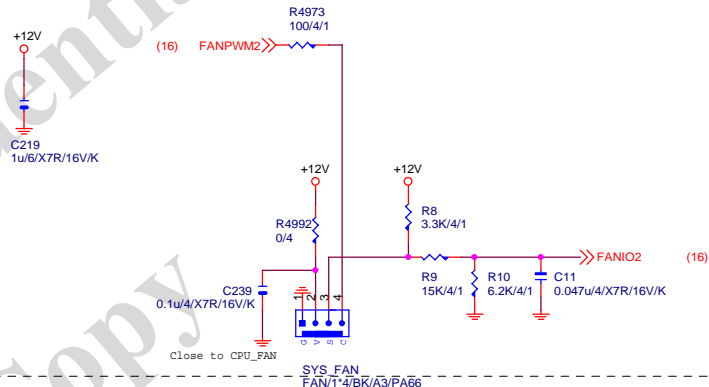 R4973
100/4/1
+12V
(16) FANPWM2
C219
1u/6/X7R/16V/K
+12V
+12V
R4992
0/4
R8
3.3K/4/1
FANIO2 (16)
R9
15K/4/1
R10
6.2K/4/1
C11
0.047u/4/X7R/16V/K
C239
0.1u/4/X7R/16V/K
1 2 3 4
G V S C
Close to CPU_FAN
SYS_FAN
FAN/1*4/BK/A3/PA66
Copy